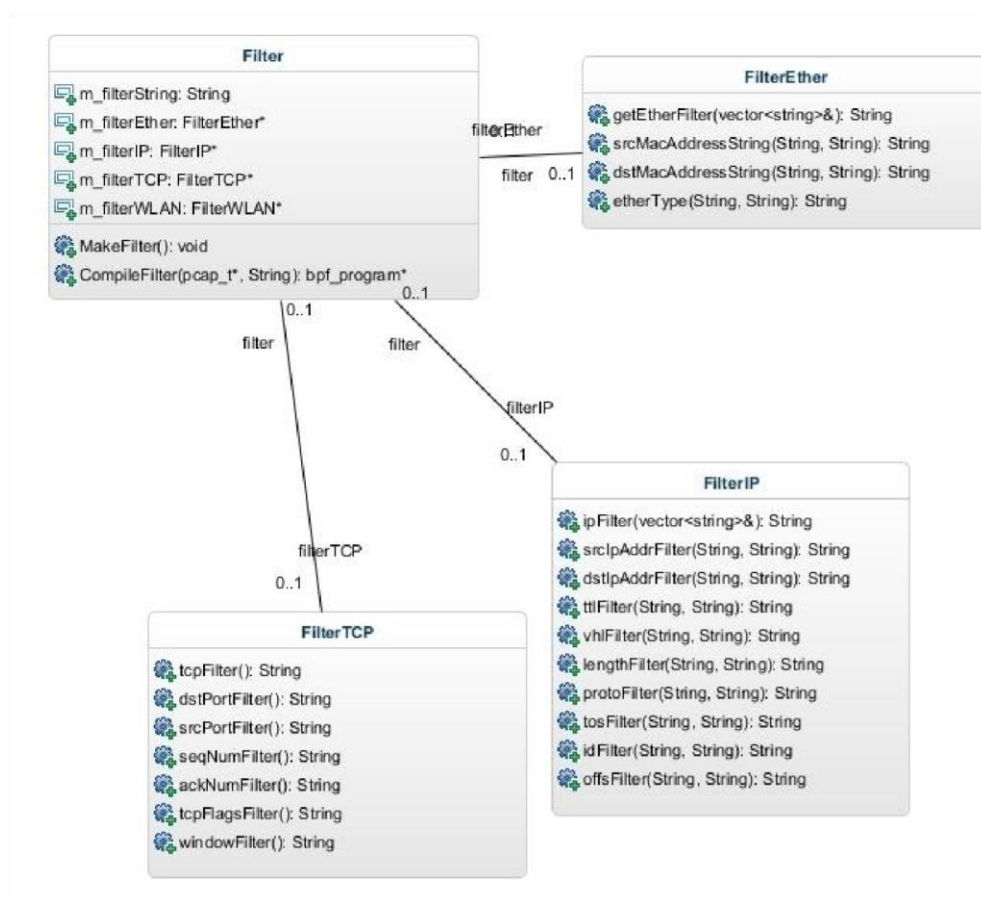 Filter
m_filterString: String
m_filterEther: FilterEther*
m_filterIP: FilterIP*
m_filterTCP: FilterTCP*
m_filterWLAN: FilterWLAN*
MakeFilter(): void
CompileFilter(pcap_t*, String): bpf_program*
FilterEther
getEtherFilter(vector<string>&): String
srcMacAddressString(String, String): String
dstMacAddressString(String, String): String
etherType(String, String): String
filterEther
filter
0..1
0..1
filter
0..1
filter
filterIP
0..1
filterTCP
0..1
FilterIP
ipFilter(vector<string>&): String
srcIpAddrFilter(String, String): String
dstIpAddrFilter(String, String): String
ttlFilter(String, String): String
vhlFilter(String, String): String
lengthFilter(String, String): String
protoFilter(String, String): String
tosFilter(String, String): String
idFilter(String, String): String
offsFilter(String, String): String
FilterTCP
tcpFilter(): String
dstPortFilter(): String
srcPortFilter(): String
seqNumFilter(): String
ackNumFilter(): String
tcpFlagsFilter(): String
windowFilter(): String